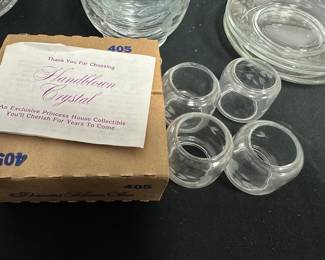 405
Thank You For Choosing
Handblown
Crystal
An Exclusive Princess House Collectible
You'll Cherish For Years To Come
405
405